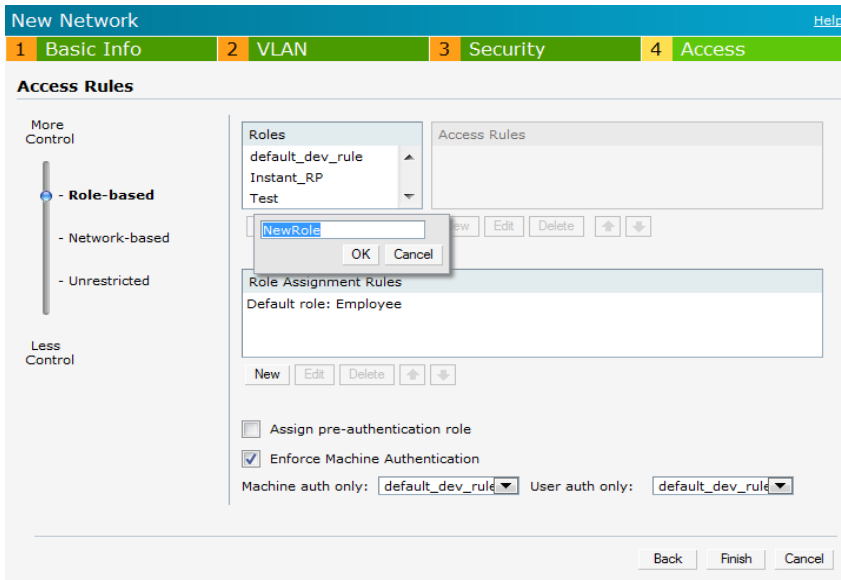 New Network
Help
1 Basic Info
2 VLAN
3 Security
4 Access
Access Rules
More
Control
- Role-based
- Network-based
- Unrestricted
Less
Control
Roles
default_dev_rule
Instant_RP
Test
Access Rules
Edit
Delete
NewRole
OK
Cancel
Role Assignment Rules
Default role: Employee
New
Edit
Delete
Assign pre-authentication role
Enforce Machine Authentication
Machine auth only:
default_dev_rule
User auth only:
default_dev_rule
Back
Finish
Cancel